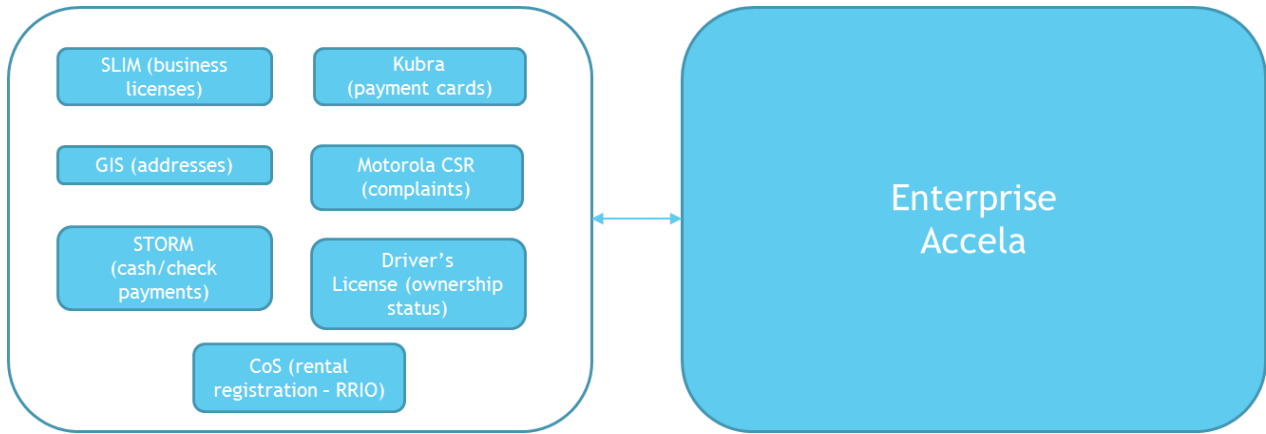 SLIM (business
licenses)
Kubra
(payment cards)
GIS (addresses)
Motorola CSR
(complaints)
STORM
(cash/check
payments)
Driver’s
License (ownership
status)
CoS (rental
registration – RRIO)
Enterprise
Accela